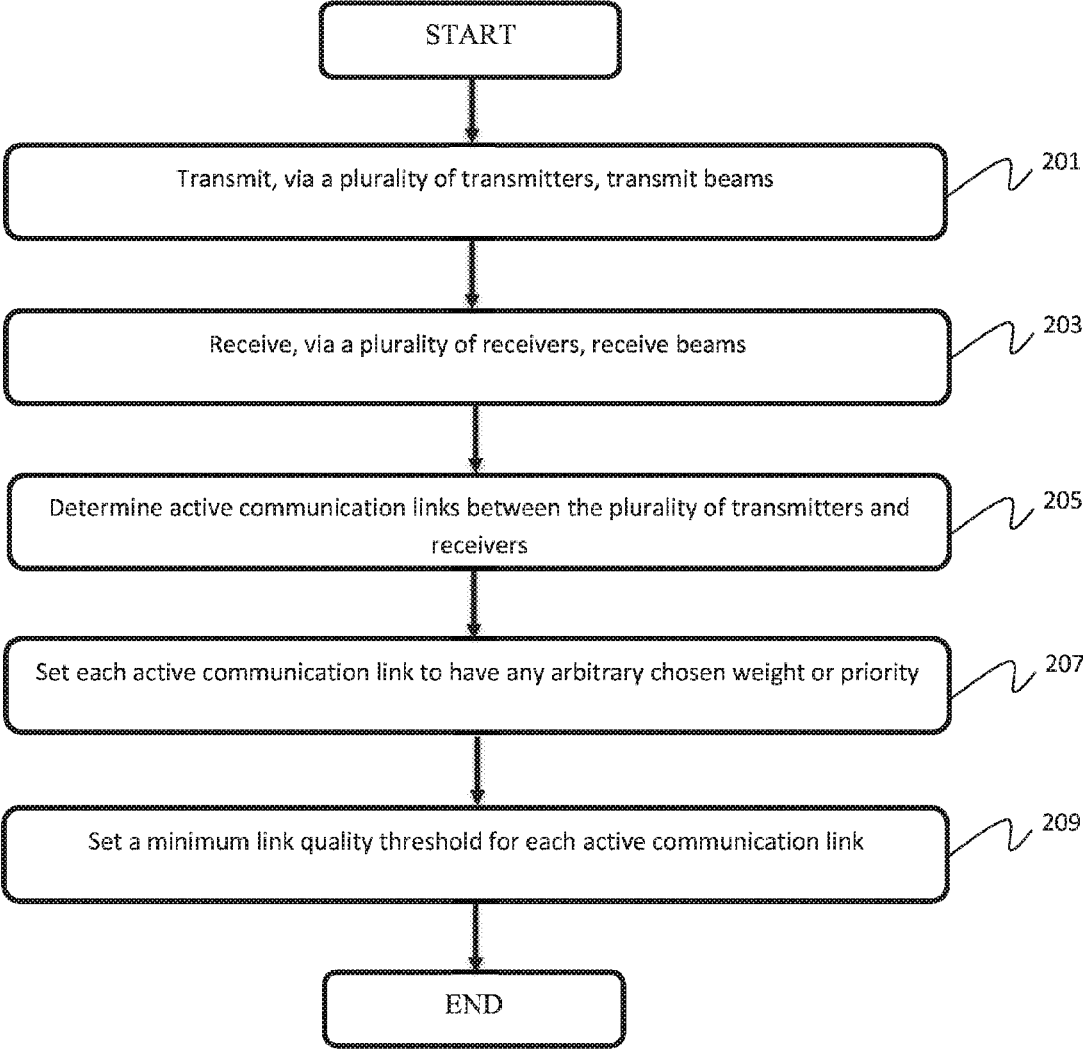 START
Transmit, via a plurality of transmitters, transmit beams
201
Receive, via a plurality of receivers, receive beams
203
Determine active communication links between the plurality of transmitters and
receivers
205
Set each active communication link to have any arbitrary chosen weight or priority
207
Set a minimum link quality threshold for each active communication link
209
END